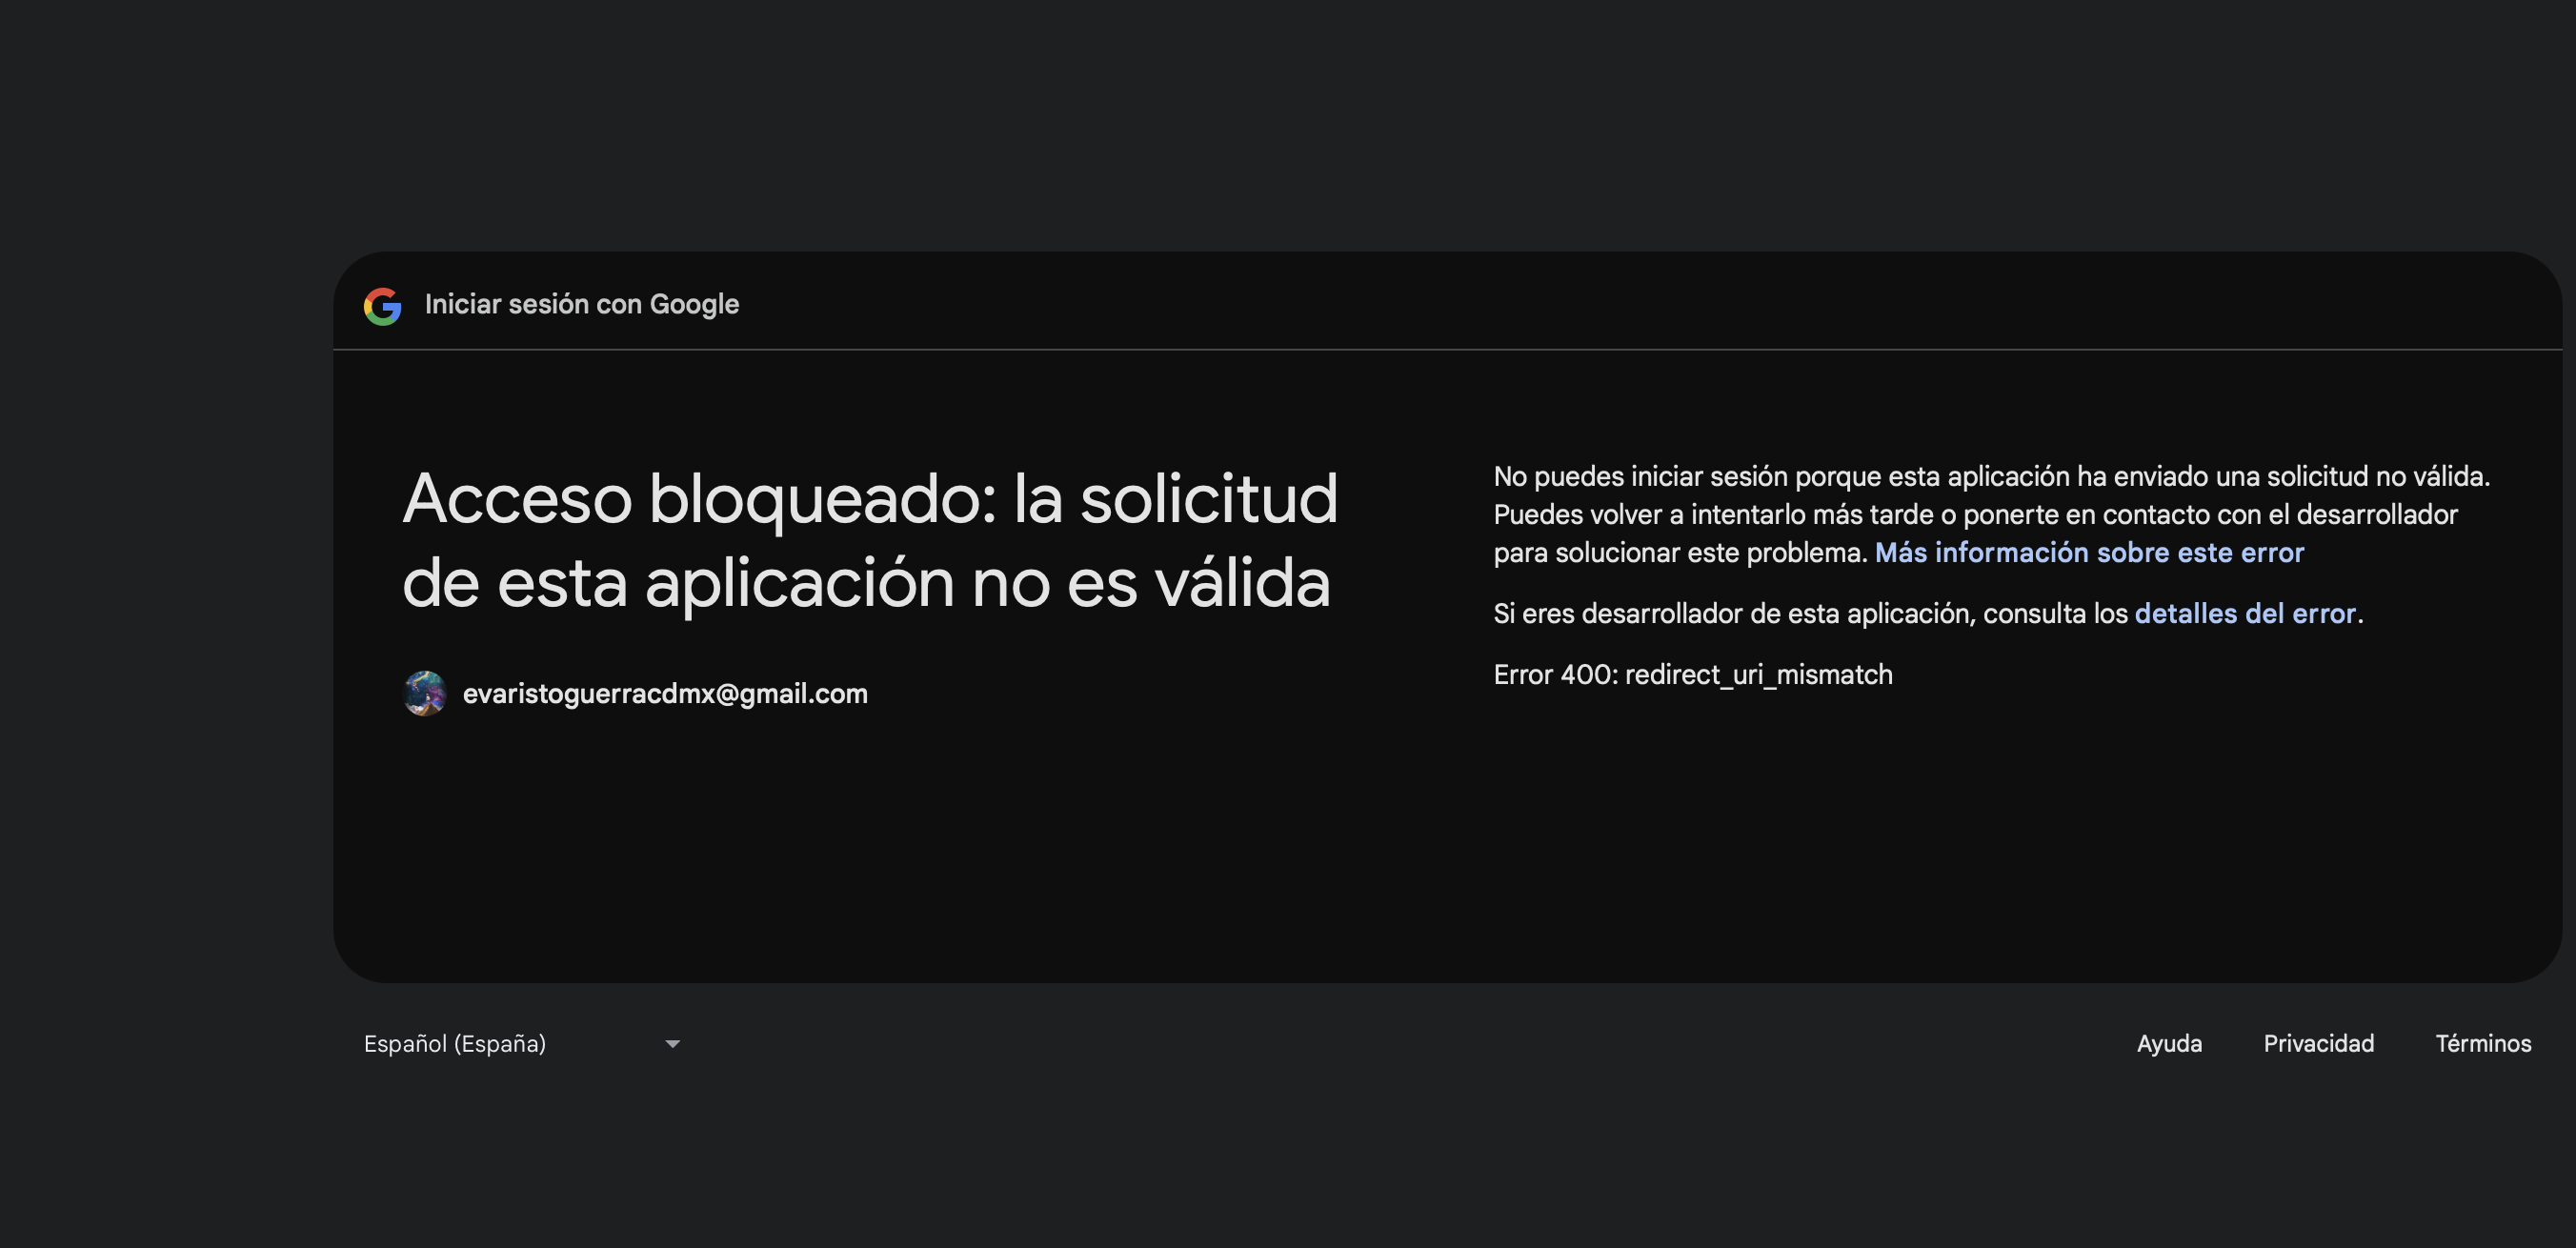 Iniciar sesión con Google
Acceso bloqueado: la solicitud
de esta aplicación no es válida
evaristoguerracdmx@gmail.com
No puedes iniciar sesión porque esta aplicación ha enviado una solicitud no válida.
Puedes volver a intentarlo más tarde o ponerte en contacto con el desarrollador
para solucionar este problema. Más información sobre este error
Si eres desarrollador de esta aplicación, consulta los detalles del error.
Error 400: redirect_uri_mismatch
Español (España)
Ayuda Privacidad Términos